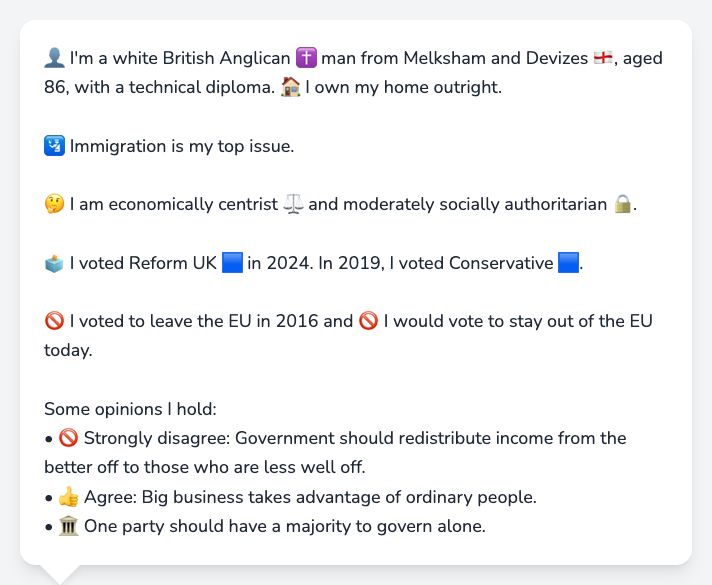 👤 I'm a white British Anglican ✝️ man from Melksham and Devizes 🏴󠁧󠁢󠁥󠁮󠁧󠁿, aged
86, with a technical diploma. 🏠 I own my home outright.
🛂 Immigration is my top issue.
🤔 I am economically centrist ⚖️ and moderately socially authoritarian 🔒.
🗳️ I voted Reform UK 🟦 in 2024. In 2019, I voted Conservative 🟦.
🚫 I voted to leave the EU in 2016 and 🚫 I would vote to stay out of the EU
today.
Some opinions I hold:
• 🚫 Strongly disagree: Government should redistribute income from the
better off to those who are less well off.
• 👍 Agree: Big business takes advantage of ordinary people.
• 🏛️ One party should have a majority to govern alone.